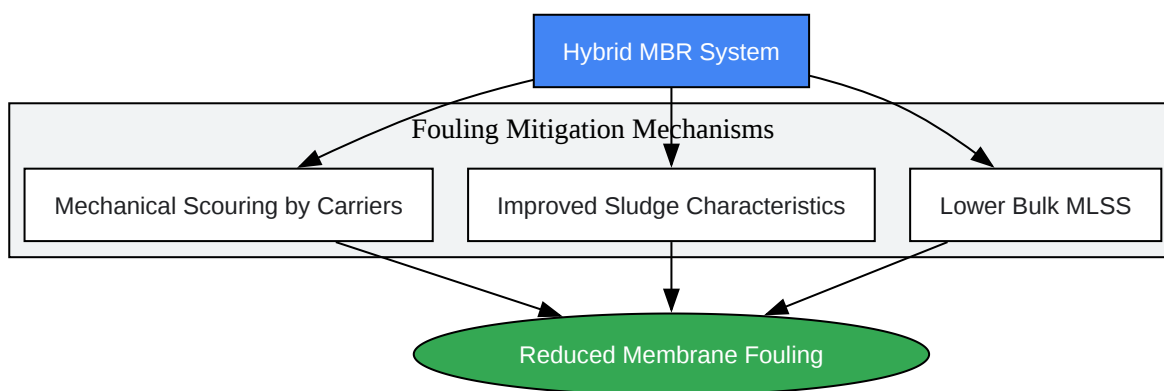 Hybrid MBR System
Fouling Mitigation Mechanisms
Mechanical Scouring by Carriers
Improved Sludge Characteristics
Lower Bulk MLSS
Reduced Membrane Fouling